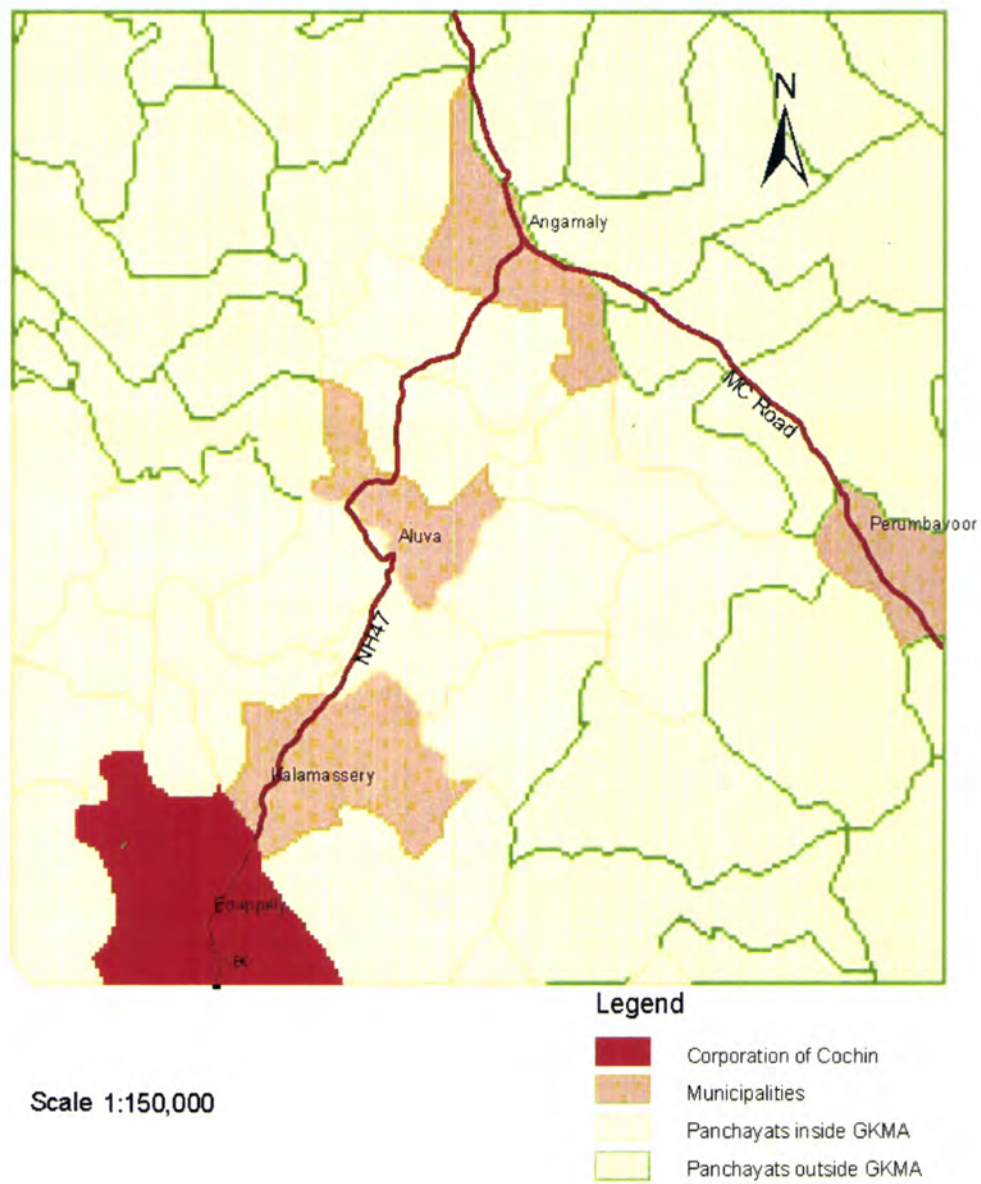 N
Angamaly
MC Road
Perumbavoor
Aluva
NH47
Kalamassery
Edappally
Legend
Corporation of Cochin
Municipalities
Panchayats inside GKMA
Panchayats outside GKMA
Scale 1:150,000